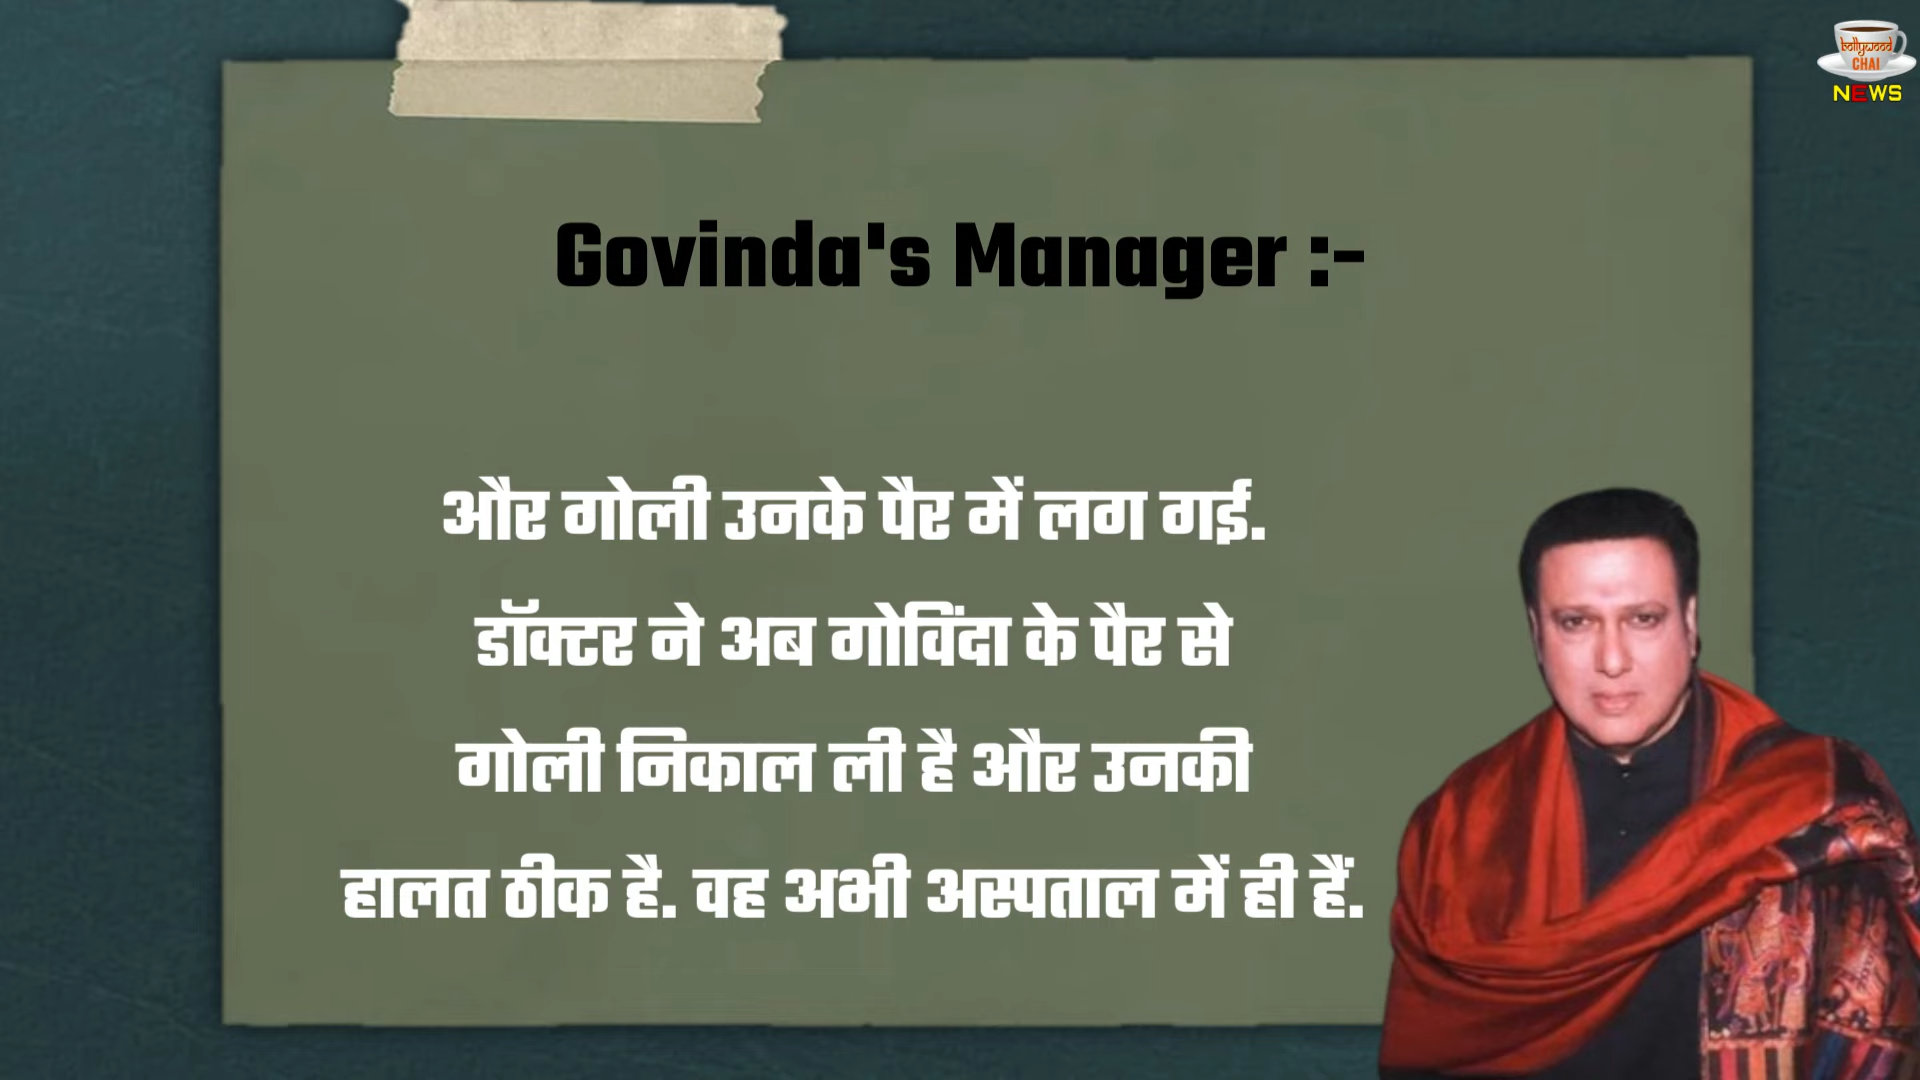 bollywood
CHAI
NEWS
Govinda's Manager :-
और गोली उनके पैर में लग गई.
डॉक्टर ने अब गोविंदा के पैर से
गोली निकाल ली है और उनकी
हालत ठीक है. वह अभी अस्पताल में ही हैं.